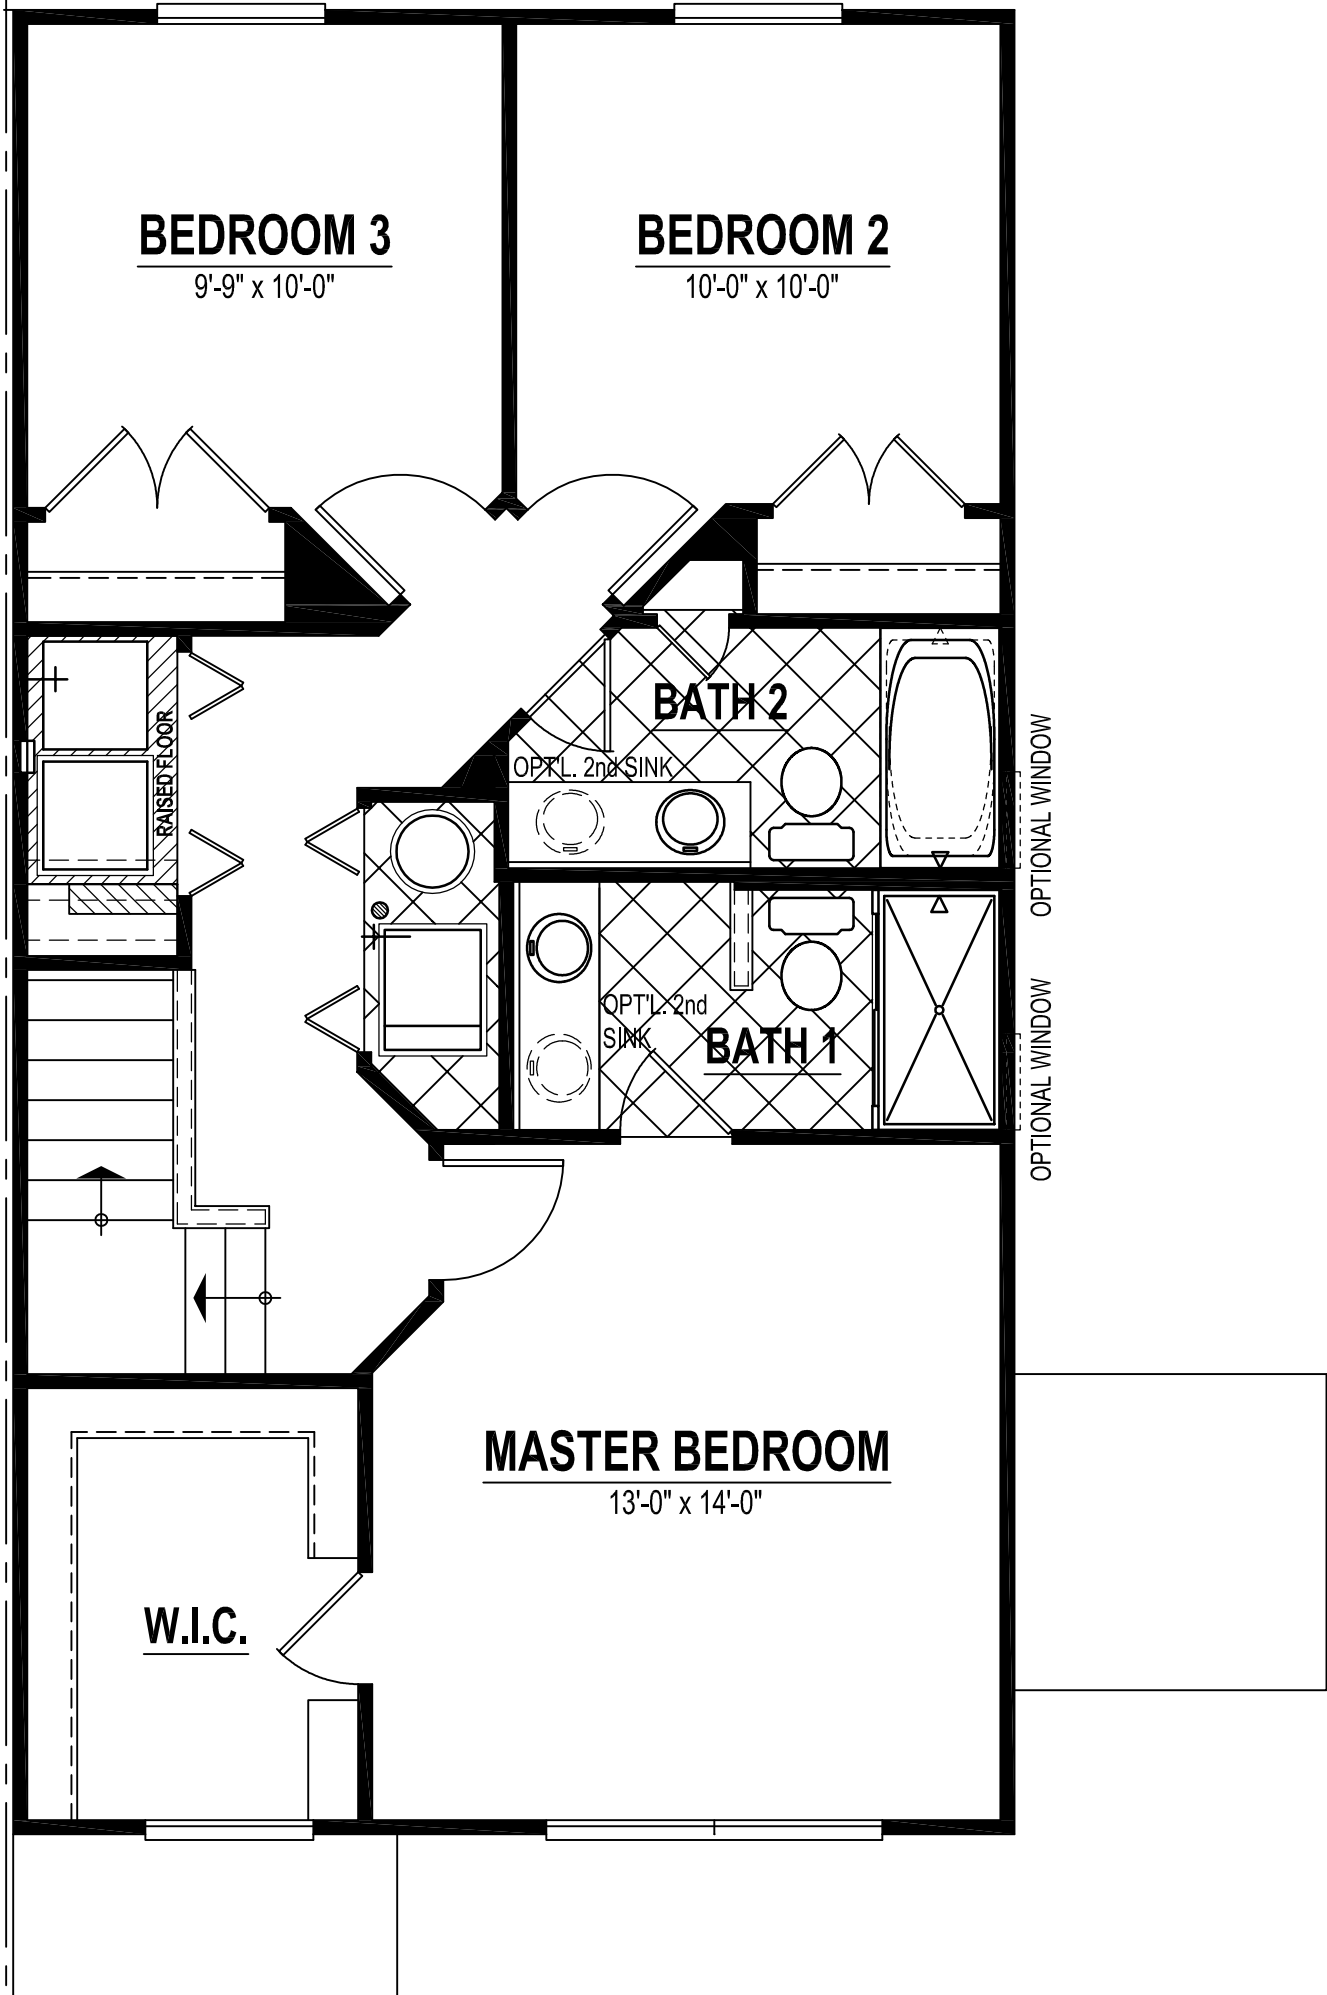 BEDROOM 3
9'-9" x 10'-0"
BEDROOM 2
10'-0" x 10'-0"
RAISED FLOOR
BATH 2
OPT'L. 2nd SINK
OPTIONAL WINDOW
OPT'L. 2nd
SINK
BATH 1
OPTIONAL WINDOW
MASTER BEDROOM
13'-0" x 14'-0"
W.I.C.